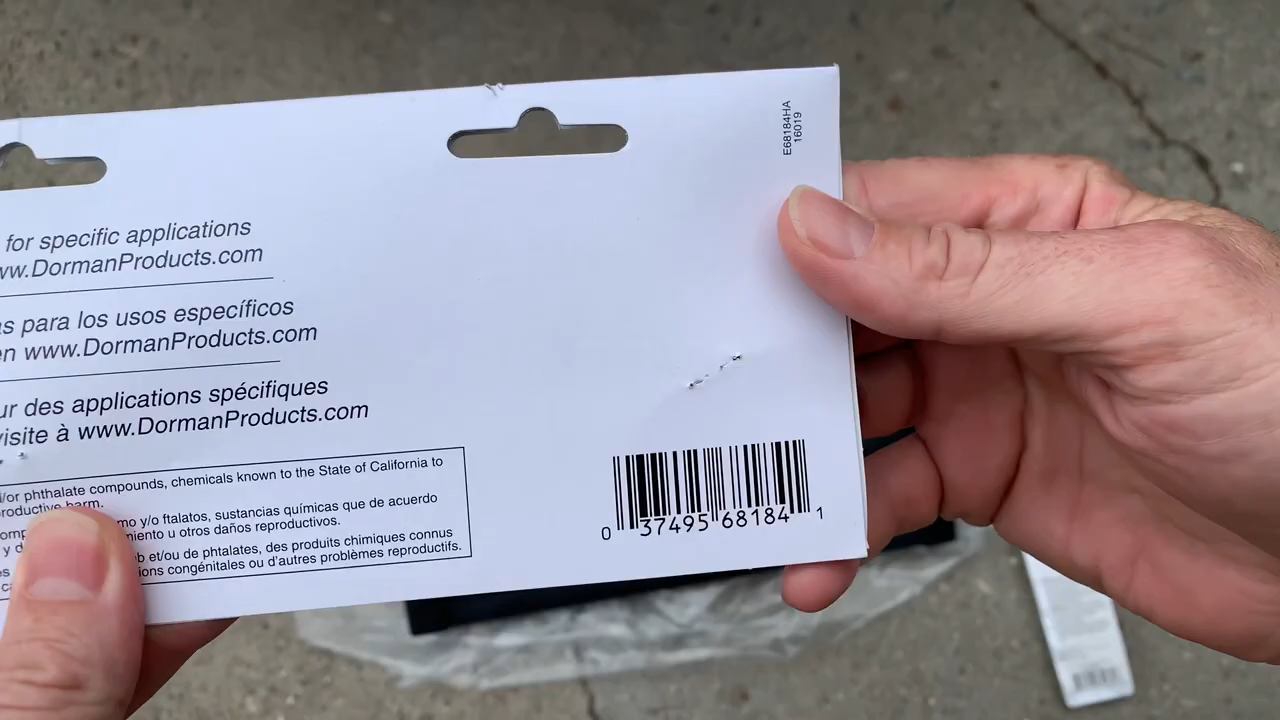 E68184HA
16019
for specific applications
ww.DormanProducts.com
as para los usos específicos
en www.DormanProducts.com
ur des applications spécifiques
visite à www.DormanProducts.com
/or phthalate compounds, chemicals known to the State of California to
roductive harm.
mo y/o ftalatos, sustancias químicas que de acuerdo
miento u otros daños reproductivos.
b et/ou de phtalates, des produits chimiques connus
ions congénitales ou d'autres problèmes reproductifs.
0 37495 68184 1